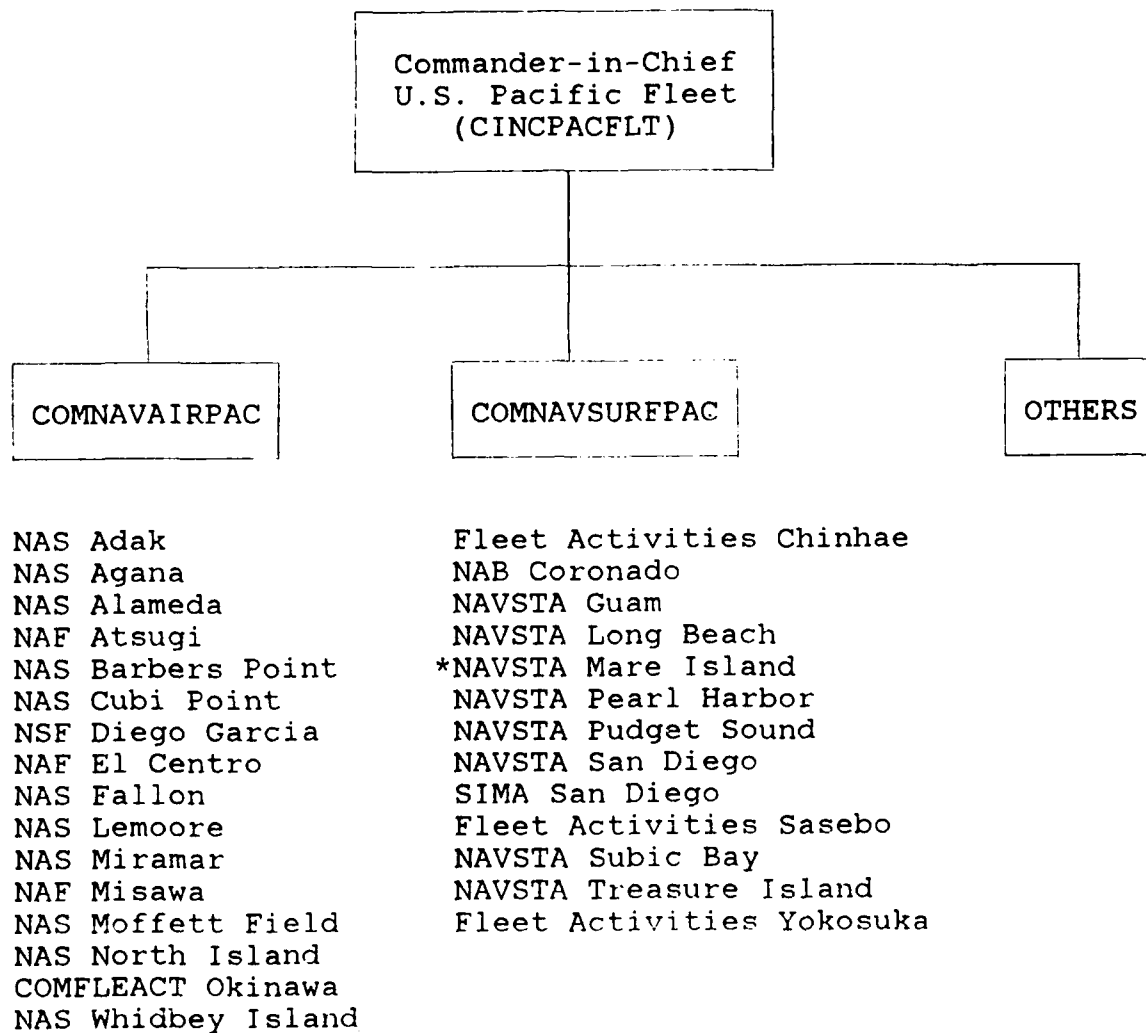 Commander-in-Chief
U.S. Pacific Fleet
(CINCPACFLT)
COMNAVAIRPAC
COMNAVSURFPAC
OTHERS
NAS Adak
NAS Agana
NAS Alameda
NAF Atsugi
NAS Barbers Point
NAS Cubi Point
NSF Diego Garcia
NAF El Centro
NAS Fallon
NAS Lemoore
NAS Miramar
NAF Misawa
NAS Moffett Field
NAS North Island
COMFLEACT Okinawa
NAS Whidbey Island
Fleet Activities Chinhae
NAB Coronado
NAVSTA Guam
NAVSTA Long Beach
*NAVSTA Mare Island
NAVSTA Pearl Harbor
NAVSTA Pudget Sound
NAVSTA San Diego
SIMA San Diego
Fleet Activities Sasebo
NAVSTA Subic Bay
NAVSTA Treasure Island
Fleet Activities Yokosuka